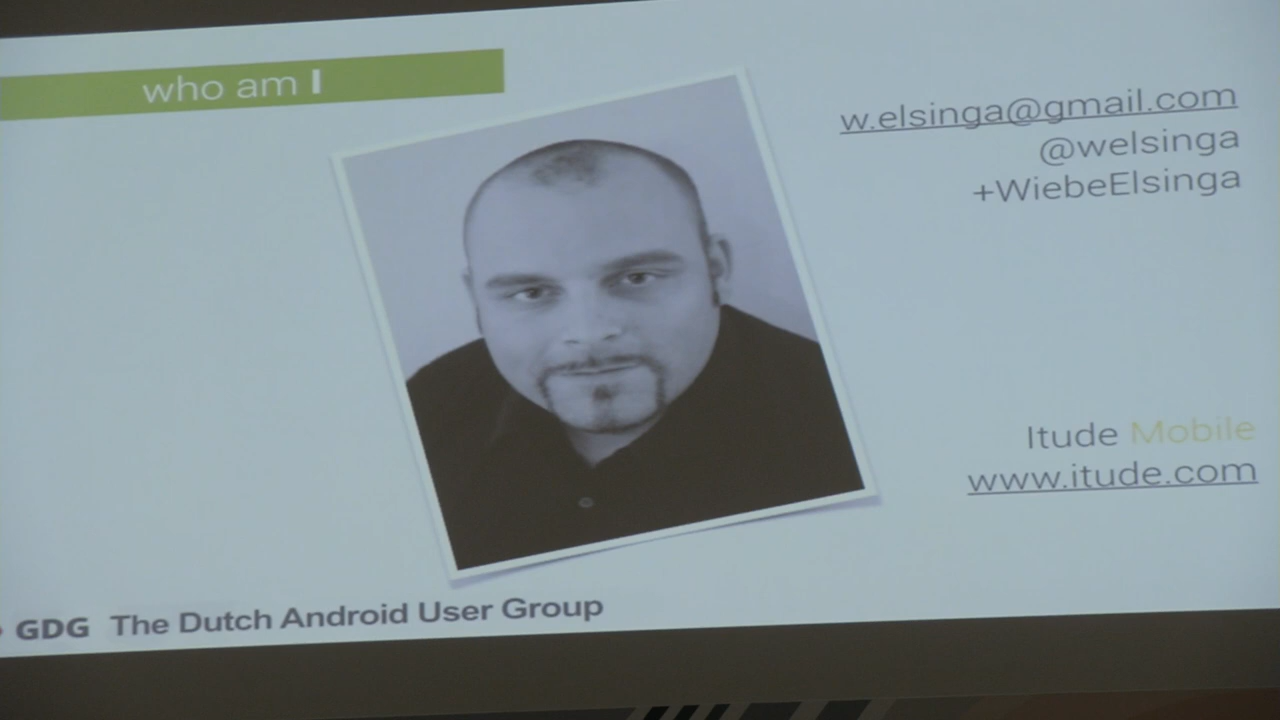 who am I
w.elsinga@gmail.com
@welsinga
+WiebeElsinga
Itude Mobile
www.itude.com
GDG The Dutch Android User Group